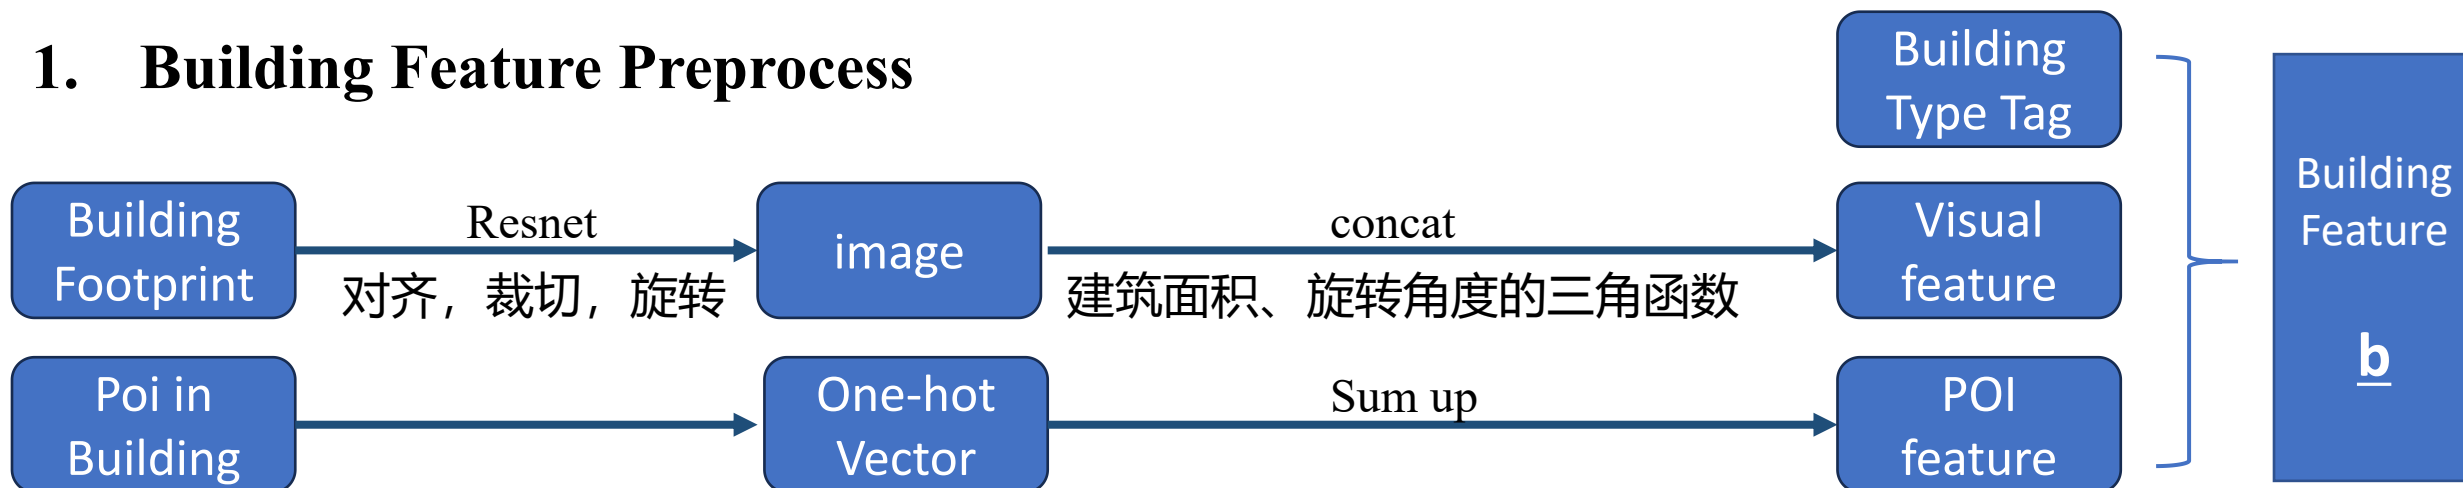 1. Building Feature Preprocess
Building
Type Tag
Building
Footprint
Resnet
对齐，裁切，旋转
image
concat
建筑面积、旋转角度的三角函数
Visual
feature
Poi in
Building
One-hot
Vector
Sum up
POI
feature
Building
Feature
b